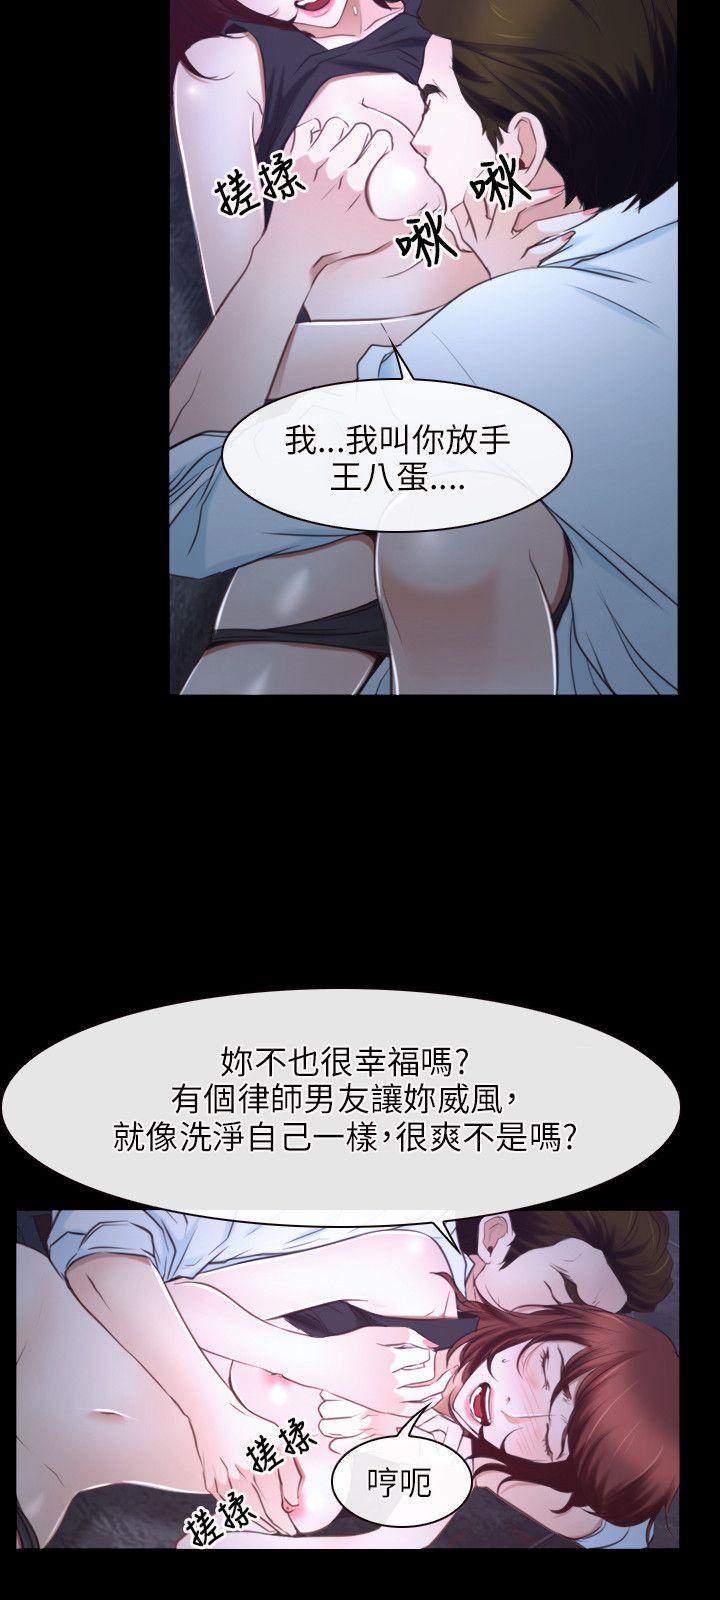 搓揉
啾
啾
我...我叫你放手
王八蛋....
妳不也很幸福嗎?
有個律師男友讓妳威風,
就像洗淨自己一樣,很爽不是嗎?
搓揉
搓揉
哼呃